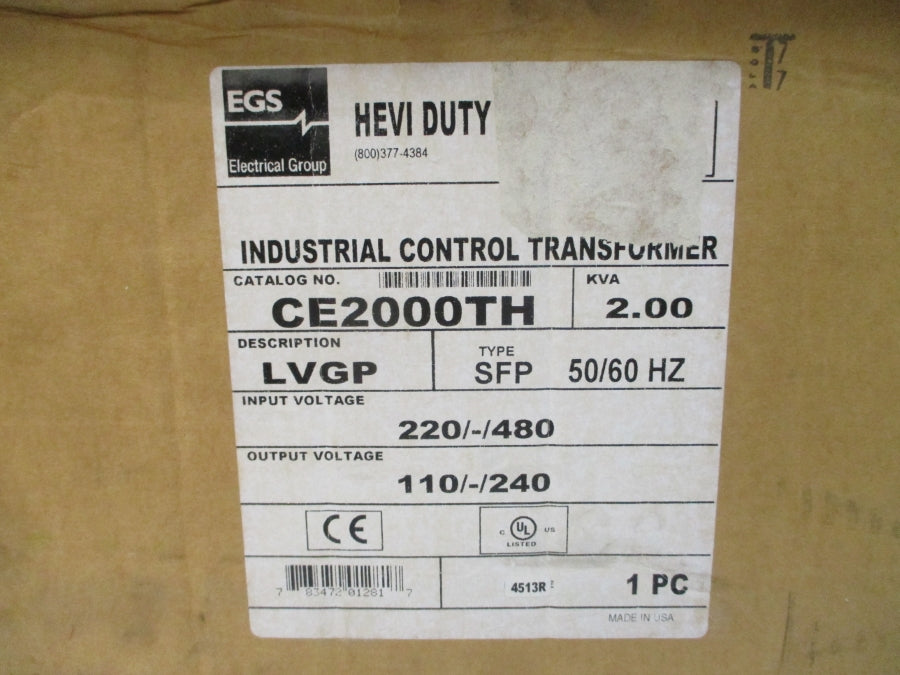 EGS
Electrical Group
HEVI DUTY
(800)377-4384
INDUSTRIAL CONTROL TRANSFORMER
CATALOG NO.
CE2000TH
KVA
2.00
DESCRIPTION
LVGP
TYPE
SFP 50/60 HZ
INPUT VOLTAGE
220/-/480
OUTPUT VOLTAGE
110/-/240
CE
C UL US
LISTED
7 83472 01281 7
4513R
1 PC
MADE IN USA